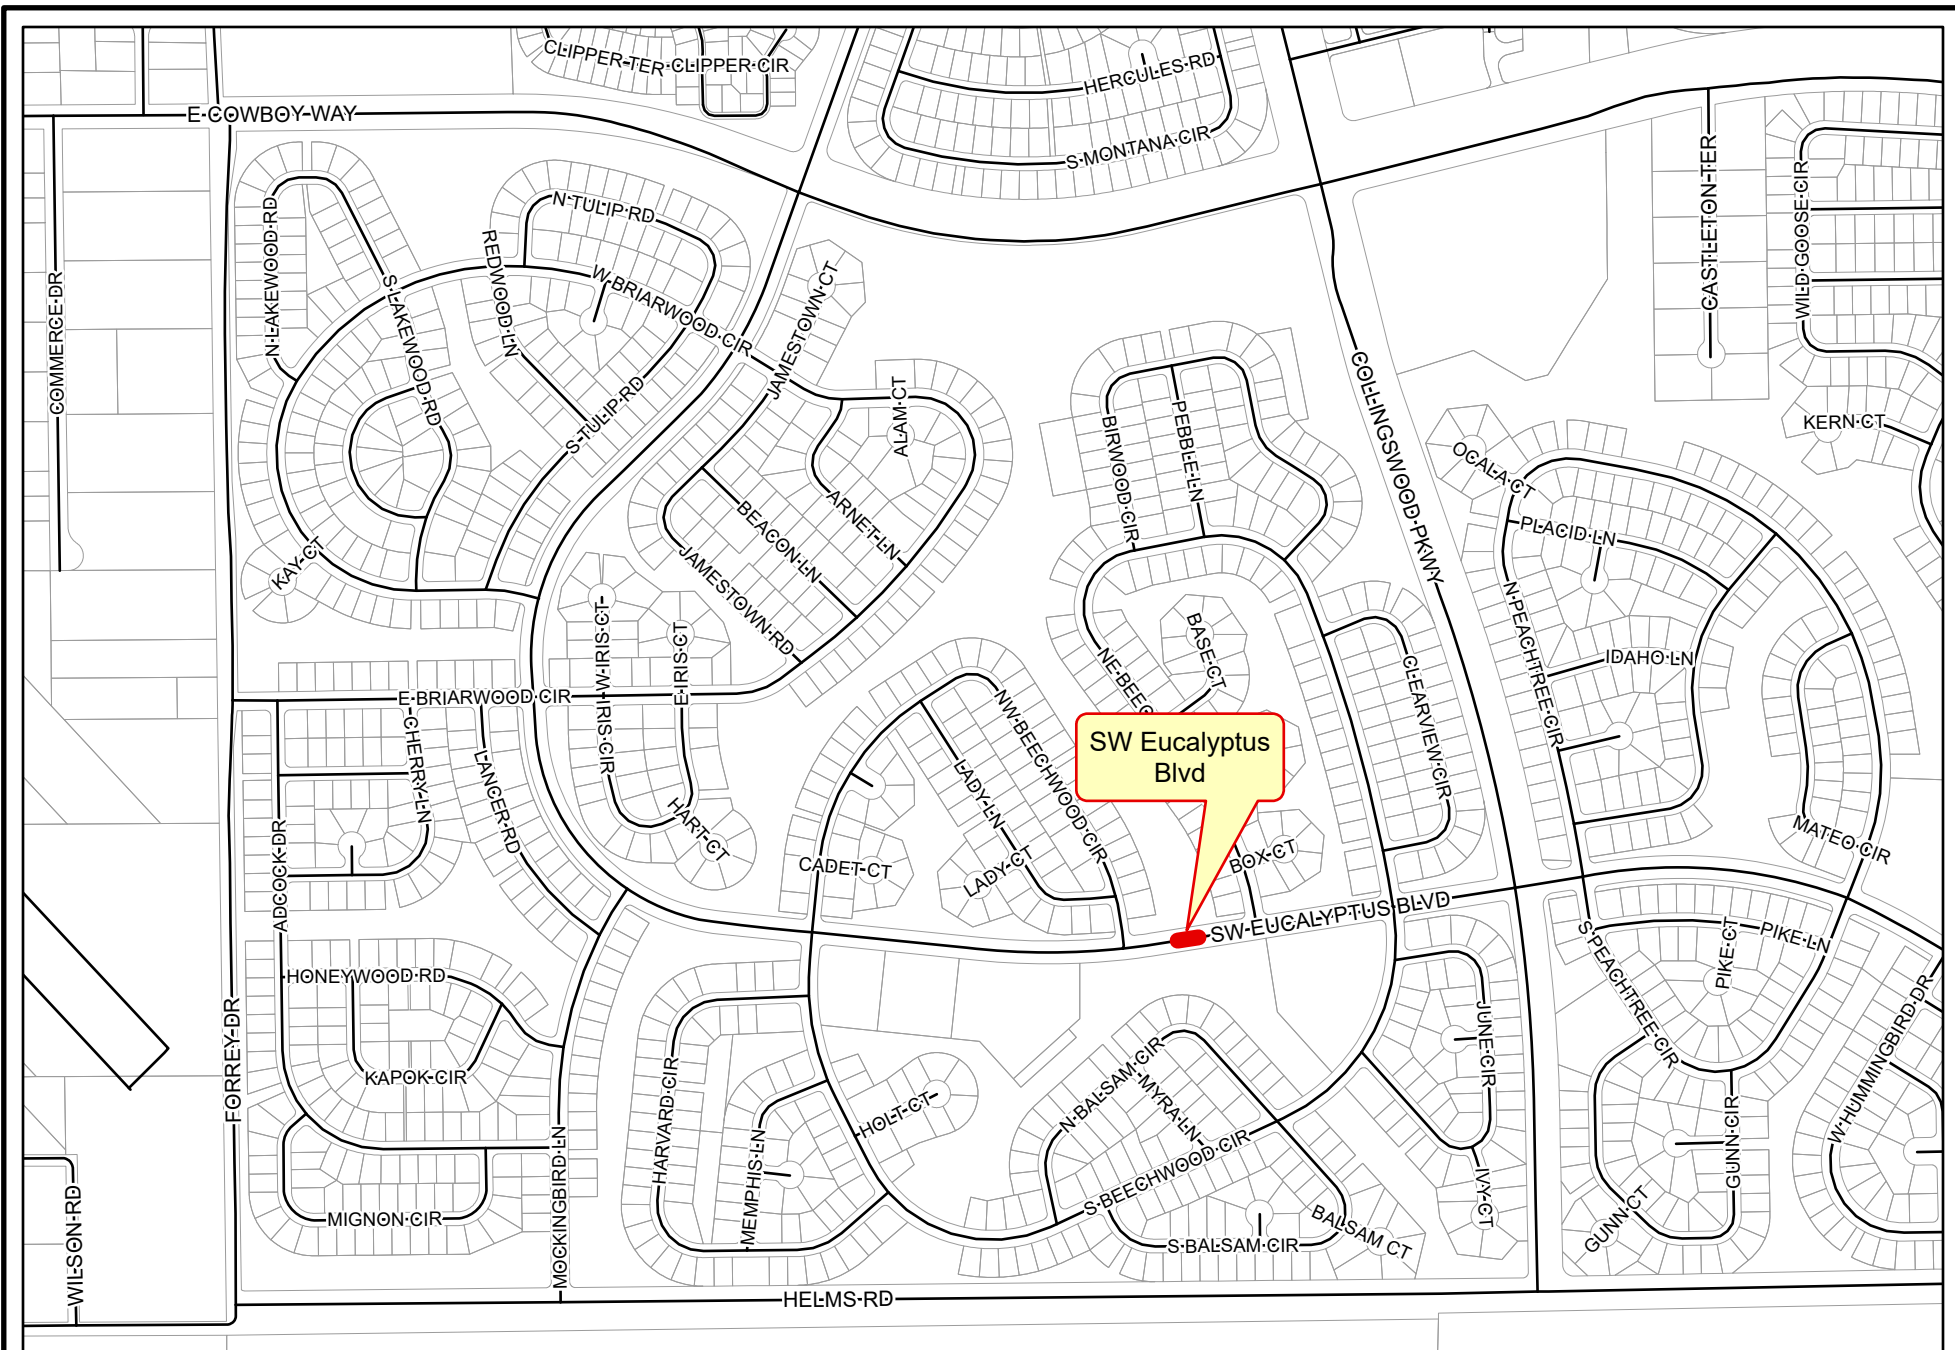 CLIPPER TER
CLIPPER CIR
HERCULES RD
E COWBOY WAY
S MONTANA CIR
CASTLETON TER
WILD GOOSE CIR
N TULIP RD
N LAKEWOOD RD
REDWOOD LN
W BRIARWOOD CIR
JAMESTOWN CT
COMMERCE DR
S LAKEWOOD RD
S TULIP RD
ALAM CT
PEBBLE LN
BIRWOOD CIR
COLLINGSWOOD PKWY
KERN CT
OCALA CT
PLACID LN
BEACON LN
ARNET LN
KAY CT
JAMESTOWN RD
W IRIS CT
E IRIS CT
BASE CT
N PEACHTREE CIR
IDAHO LN
NE BEEC
CLEARVIEW CIR
E BRIARWOOD CIR
IRIS CIR
CHERRY LN
LANCER RD
NW BEECHWOOD CIR
SW Eucalyptus
Blvd
LADY LN
HART CT
ADCOCK DR
CADET CT
LADY CT
BOX CT
MATEO CIR
SW EUCALYPTUS BLVD
HONEYWOOD RD
S PEACHTREE CIR
PIKE CT
PIKE LN
FORREY DR
KAPOK CIR
HARVARD CIR
HOLT CT
N BALSAM CIR
MYRA LN
JUNE CIR
W HUMMINGBIRD DR
GUNN CIR
MEMPHIS LN
S BEECHWOOD CIR
IVY CT
GUNN CT
WILSON RD
MIGNON CIR
MOCKINGBIRD LN
S BALSAM CIR
BALSAM CT
HELMS RD